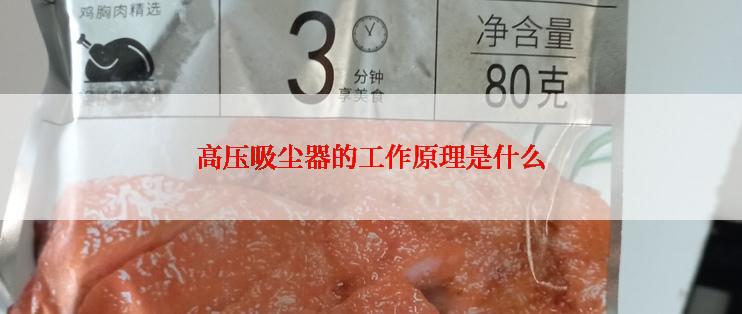 鸡胸肉精选
3
分钟
享美食
净含量
80克
高压吸尘器的工作原理是什么